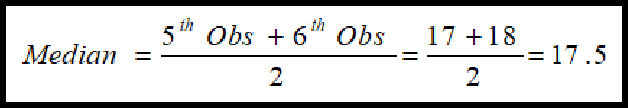 Median = (5th Obs + 6th Obs)/2 = (17 + 18)/2 = 17.5